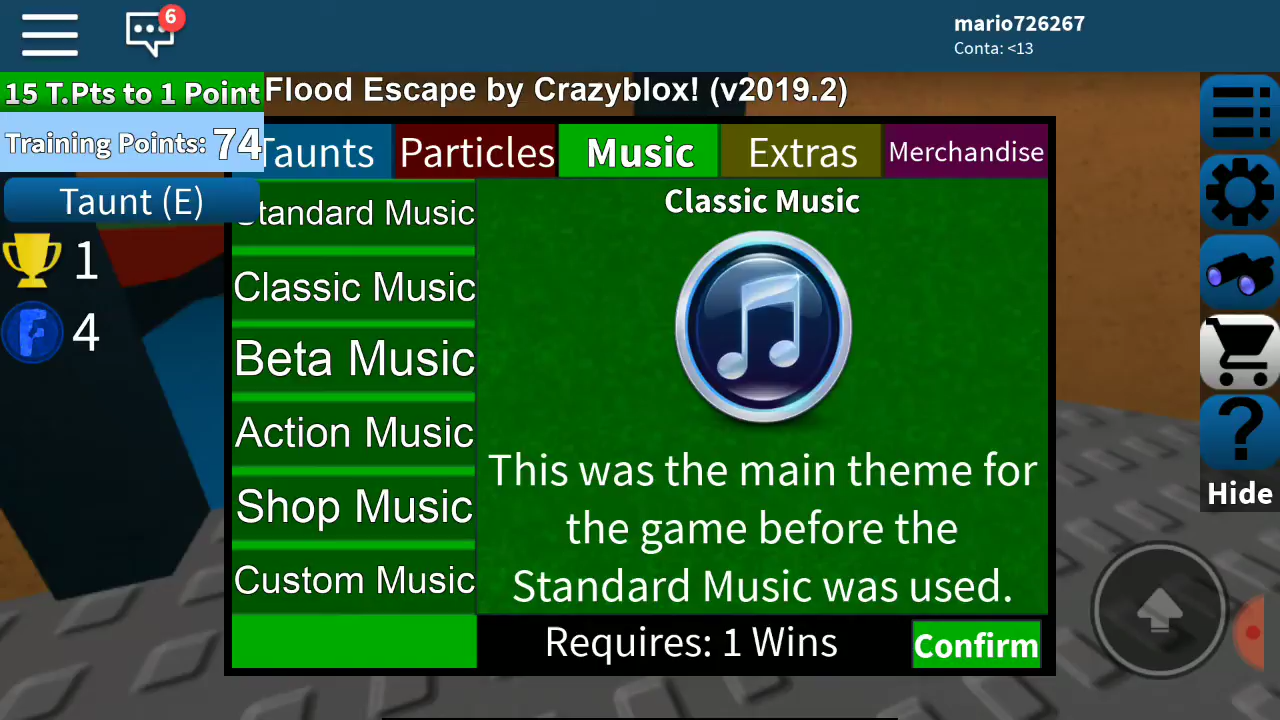 6
mario726267
Conta: <13
15 T.Pts to 1 Point
Flood Escape by Crazyblox! (v2019.2)
Training Points: 74
Taunts
Particles
Music
Extras
Merchandise
Taunt (E)
1
4
Standard Music
Classic Music
Beta Music
Action Music
Shop Music
Custom Music
Classic Music
This was the main theme for
the game before the
Standard Music was used.
Requires: 1 Wins
Confirm
?
Hide